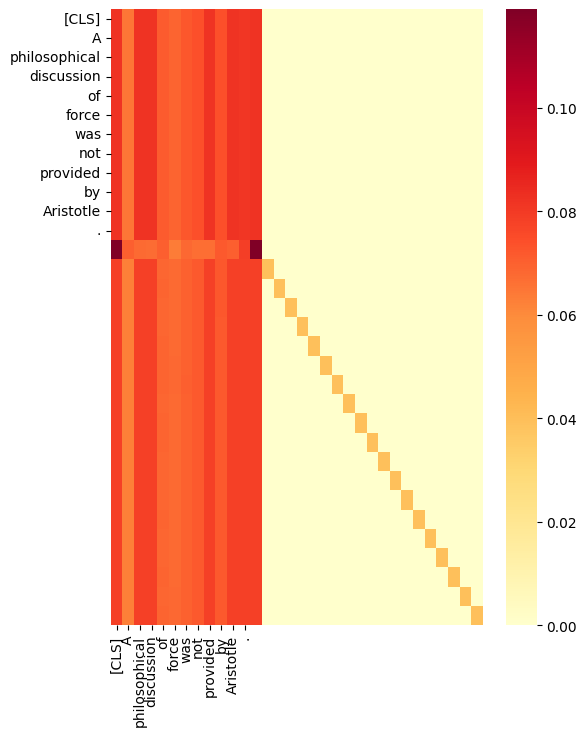 [CLS]
A
philosophical
discussion
of
force
was
not
provided
by
Aristotle
.
0.10
0.08
0.06
0.04
0.02
0.00
[CLS]
A
philosophical
discussion
of
force
was
not
provided
by
Aristotle
.